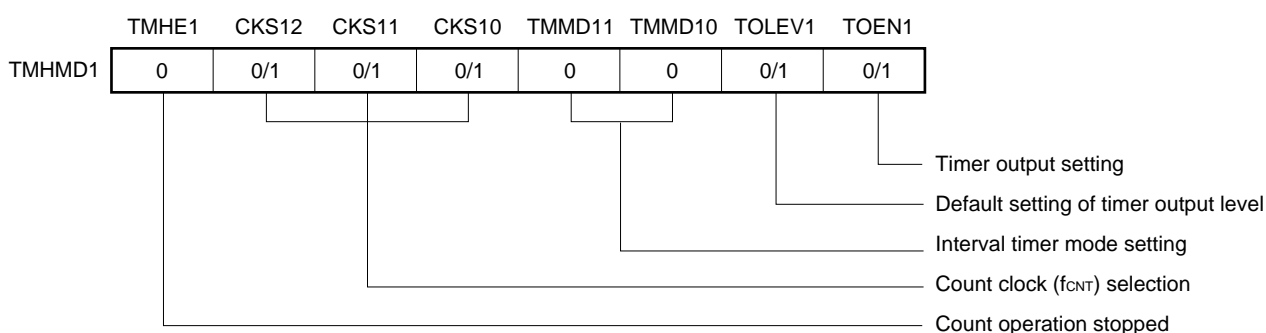 TMHE1 CKS12 CKS11 CKS10 TMMD11 TMMD10 TOLEV1 TOEN1
TMHMD1 0 0/1 0/1 0/1 0 0 0/1 0/1
Timer output setting
Default setting of timer output level
Interval timer mode setting
Count clock (fCNT) selection
Count operation stopped